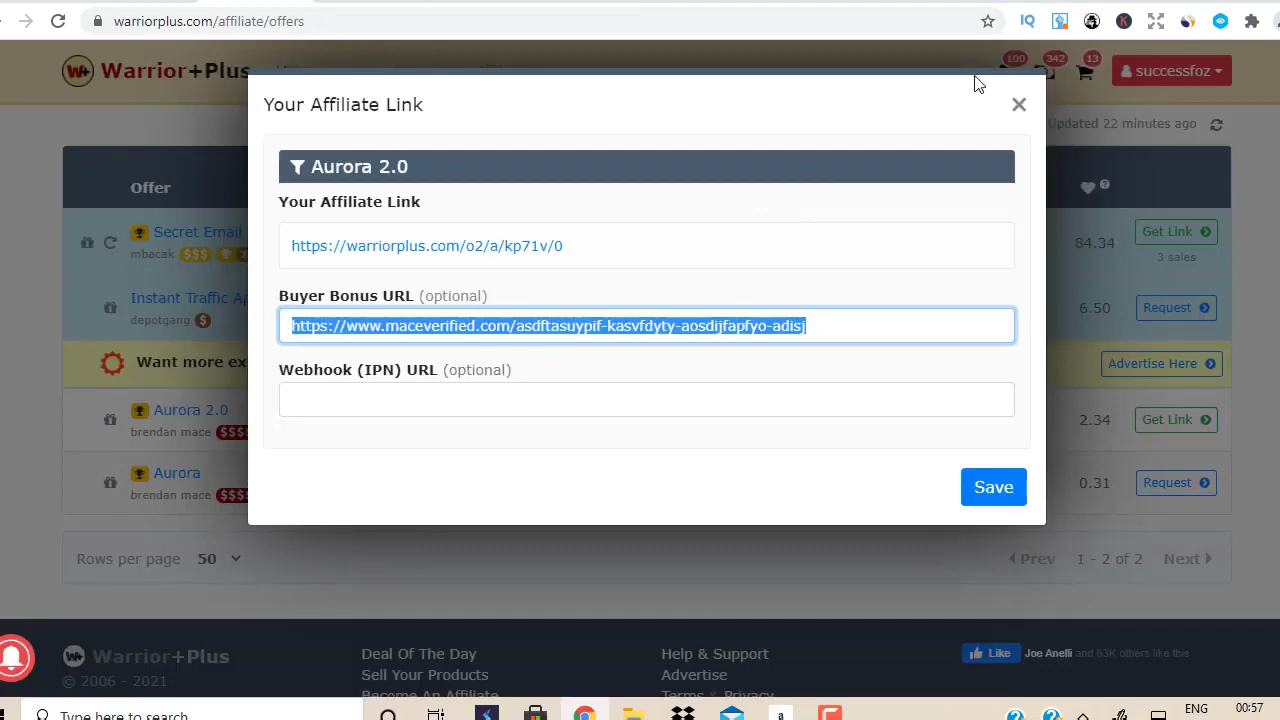 warriorplus.com/affiliate/offers
IQ
K
W+ Warrior+Plus
100
342
13
successfoz
Your Affiliate Link
Updated 22 minutes ago
Aurora 2.0
Offer
Your Affiliate Link
Secret Email
mbacak $$$
https://warriorplus.com/o2/a/kp71v/0
84.34
Get Link
3 sales
Buyer Bonus URL (optional)
Instant Traffic A
depotgang $
https://www.maceverified.com/asdftasuypif-kasvfdyty-aosdijfapfyo-adisj
6.50
Request
Want more ex
Advertise Here
Webhook (IPN) URL (optional)
Aurora 2.0
brendan mace $$$$
2.34
Get Link
Aurora
brendan mace $$$$
0.31
Request
Save
Rows per page 50
Prev 1 - 2 of 2 Next
W+ Warrior+Plus
© 2006 - 2021
Deal Of The Day
Sell Your Products
Become An Affiliate
Help & Support
Advertise
Terms & Privacy
Like Joe Anelli and 63K others like this
Type here to search
a
ENG
00:57